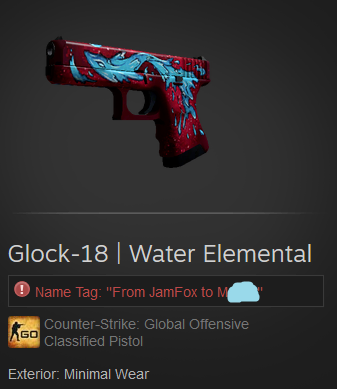 Glock-18 | Water Elemental
Name Tag: "From JamFox to M"
GO
Counter-Strike: Global Offensive
Classified Pistol
Exterior: Minimal Wear